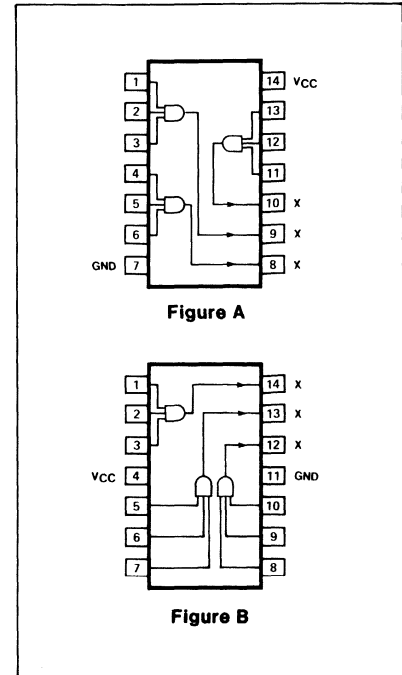 1 14 VCC
2 13
3 12
4 11
5 10 X
6 9 X
GND 7 8 X
Figure A
1 14 X
2 13 X
3 12 X
VCC 4 11 GND
5 10
6 9
7 8
Figure B